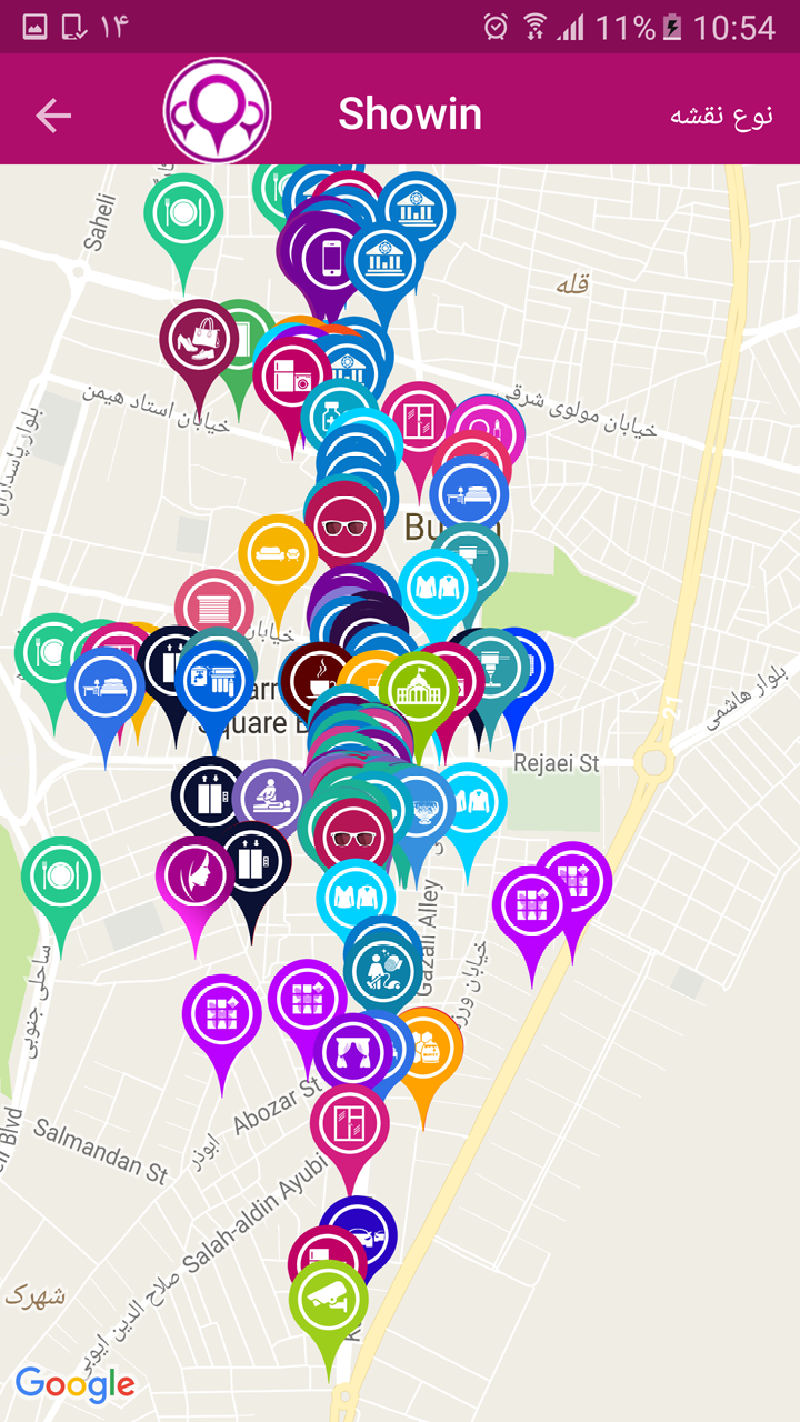 ۱۴
11% 10:54
Showin
نوع نقشه
Saheli
قله
خیابان استاد هیمن
خیابان مولوی شرقی
بلوار پاسداران
Bu
خیابان
Square B
بلوار هاشمی
21
Rejaei St
Gazali Alley
ساحلی جنوبی
Abozar St
ابوذر
Salmandan St
Blvd
Salah-aldin Ayubi
صلاح الدین ایوبی
شهرک
Google